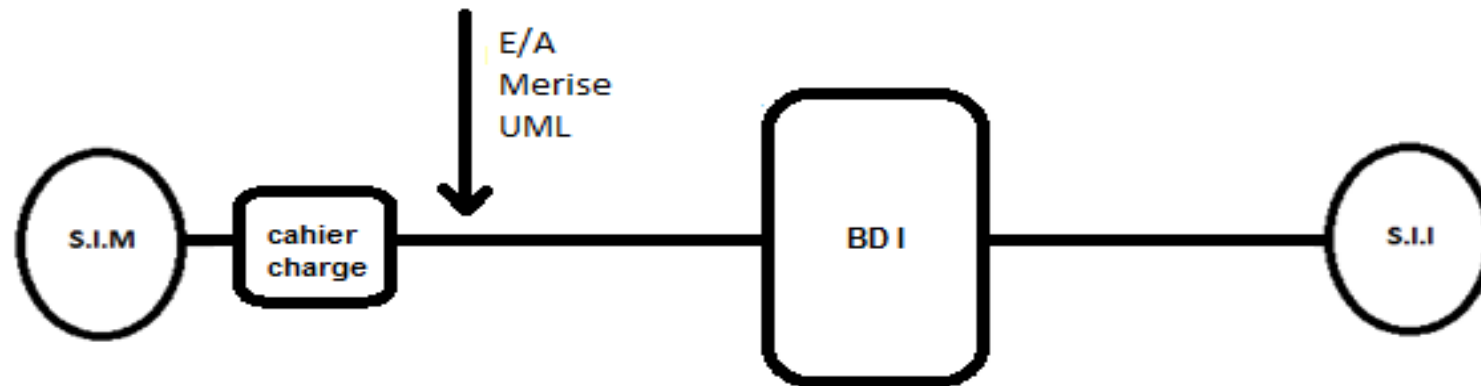 E/A
Merise
UML
S.I.M
cahier
charge
BD I
S.I.I